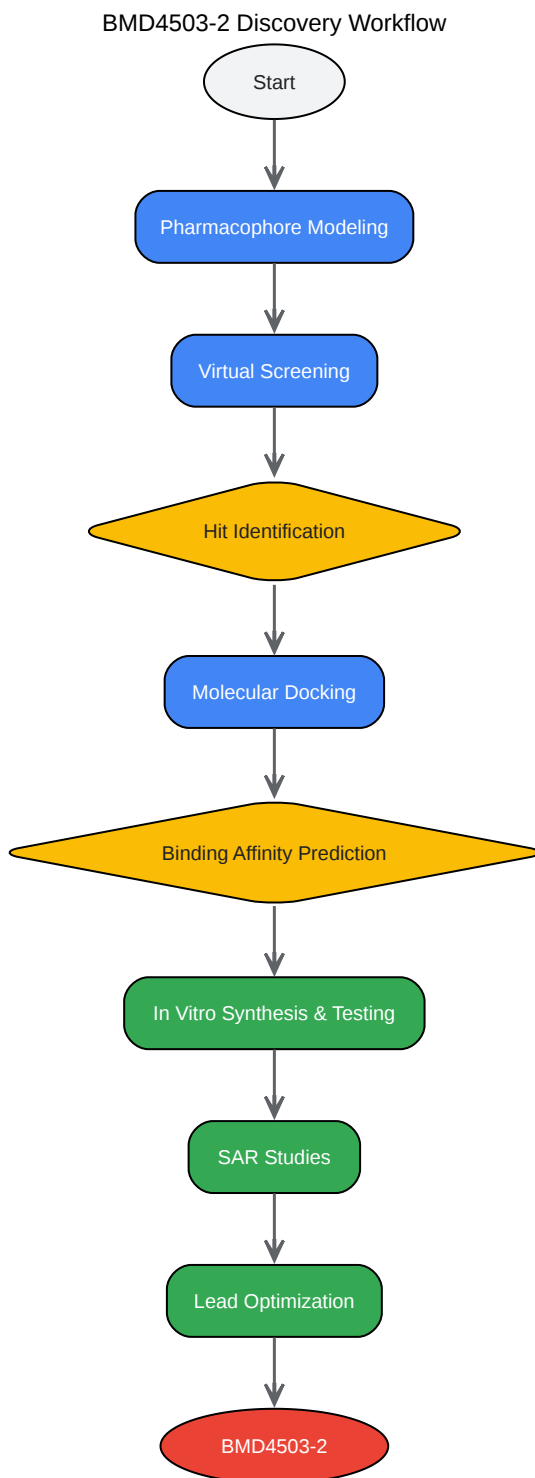 BMD4503-2 Discovery Workflow
Start
Pharmacophore Modeling
Virtual Screening
Hit Identification
Molecular Docking
Binding Affinity Prediction
In Vitro Synthesis & Testing
SAR Studies
Lead Optimization
BMD4503-2